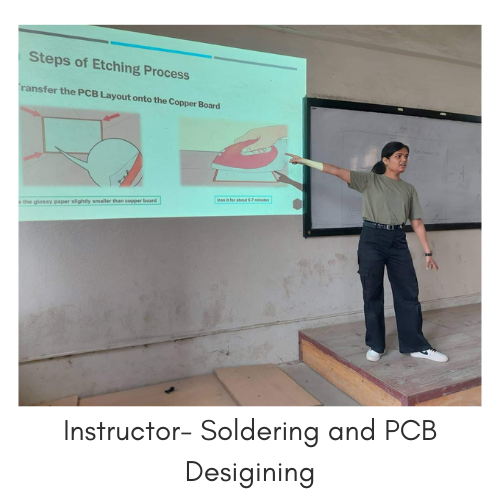 Steps of Etching Process
ransfer the PCB Layout onto the Copper Board
the glossy paper slightly smaller than copper board
Iron it for about 5-7 minutes
Instructor- Soldering and PCB
Desigining